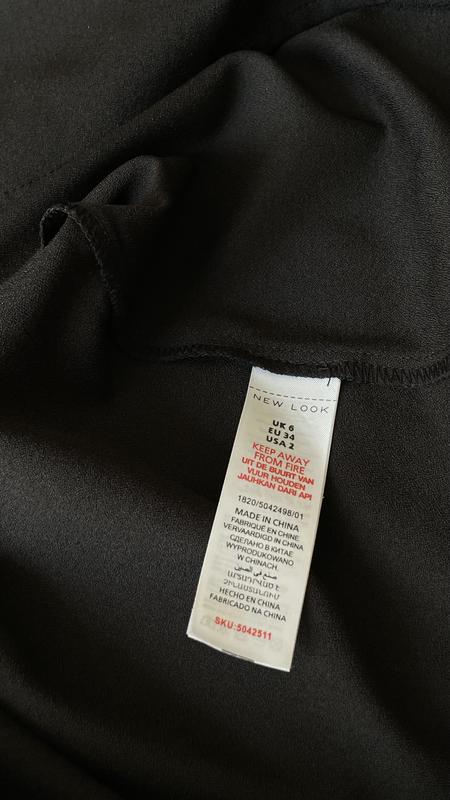 NEW LOOK
UK 6
EU 34
USA 2
KEEP AWAY
FROM FIRE
UIT DE BUURT VAN
VUUR HOUDEN
JAUHKAN DARI API
1820/5042498/01
MADE IN CHINA
FABRIQUÉ EN CHINE
VERVAARDIGD IN CHINA
СДЕЛАНО В КИТАЕ
WYPRODUKOWANO
W CHINACH
صنع في الصين
HECHO EN CHINA
FABRICADO NA CHINA
SKU:5042511